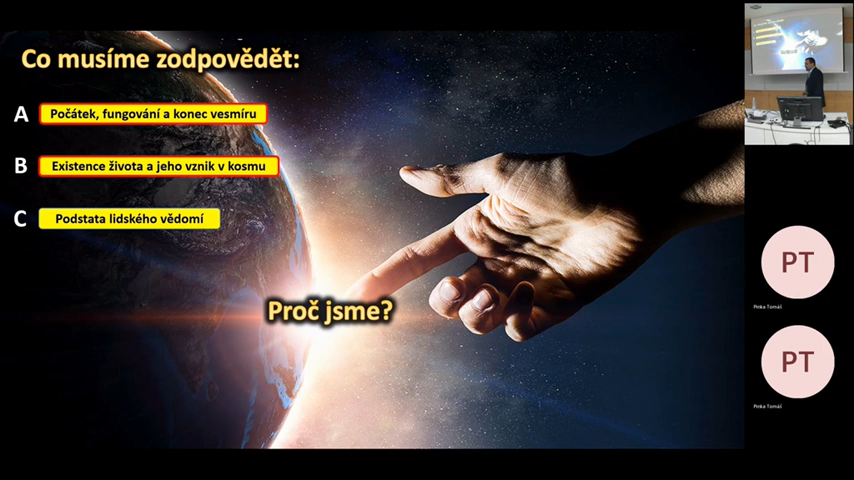 Co musíme zodpovědět:
A Počátek, fungování a konec vesmíru
B Existence života a jeho vznik v kosmu
C Podstata lidského vědomí
Proč jsme?
PT
Pinka Tomáš
PT
Pinka Tomáš